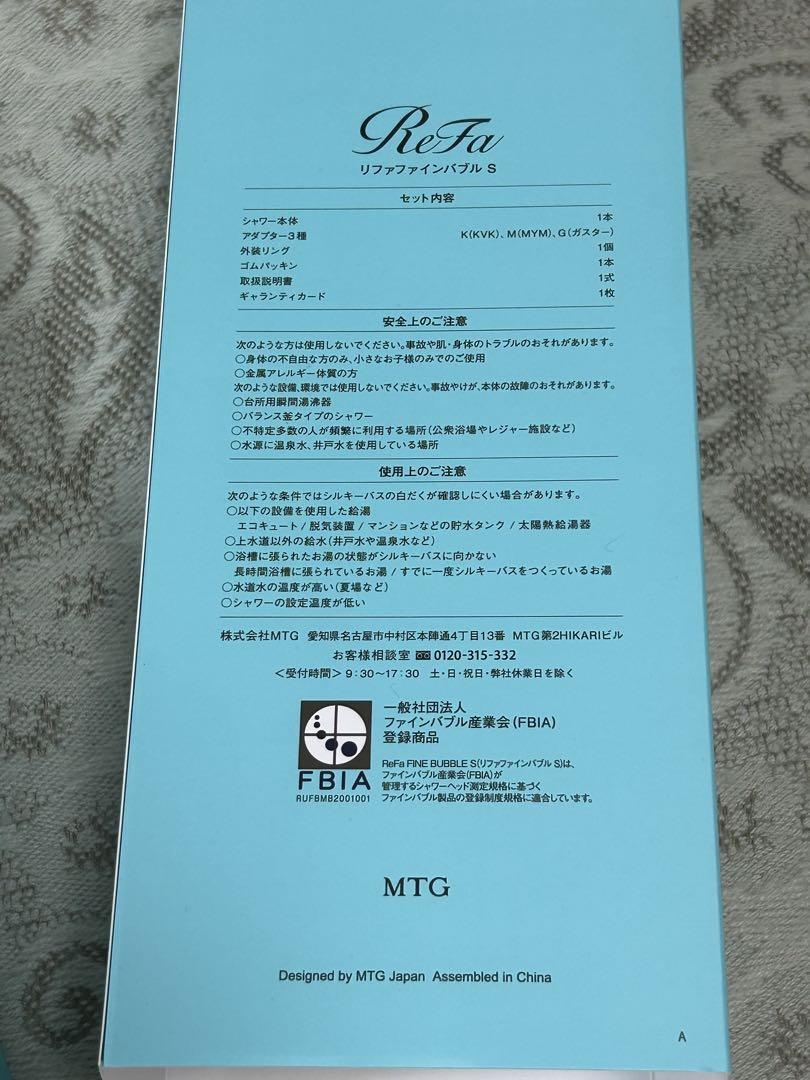 ReFa
リファファインバブル S
セット内容
シャワー本体 1本
アダプター3種 K(KVK)、M(MYM)、G(ガスター)
外装リング 1個
ゴムパッキン 1本
取扱説明書 1式
ギャランティカード 1枚
安全上のご注意
次のような方は使用しないでください。事故や肌・身体のトラブルのおそれがあります。
○身体の不自由な方のみ、小さなお子様のみでのご使用
○金属アレルギー体質の方
次のような設備、環境では使用しないでください。事故やけが、本体の故障のおそれがあります。
○台所用瞬間湯沸器
○バランス釜タイプのシャワー
○不特定多数の人が頻繁に利用する場所(公衆浴場やレジャー施設など)
○水源に温泉水、井戸水を使用している場所
使用上のご注意
次のような条件ではシルキーバスの白だくが確認しにくい場合があります。
○以下の設備を使用した給湯
エコキュート / 脱気装置 / マンションなどの貯水タンク / 太陽熱給湯器
○上水道以外の給水(井戸水や温泉水など)
○浴槽に張られたお湯の状態がシルキーバスに向かない
長時間浴槽に張られているお湯 / すでに一度シルキーバスをつくっているお湯
○水道水の温度が高い(夏場など)
○シャワーの設定温度が低い
株式会社MTG 愛知県名古屋市中村区本陣通4丁目13番 MTG第2HIKARIビル
お客様相談室 0120-315-332
<受付時間> 9:30~17:30 土・日・祝日・弊社休業日を除く
一般社団法人
ファインバブル産業会(FBIA)
登録商品
FBIA
RUFBMB2001001
ReFa FINE BUBBLE S(リファファインバブル S)は、
ファインバブル産業会(FBIA)が
管理するシャワーヘッド測定規格に基づく
ファインバブル製品の登録制度規格に適合しています。
MTG
Designed by MTG Japan Assembled in China
A